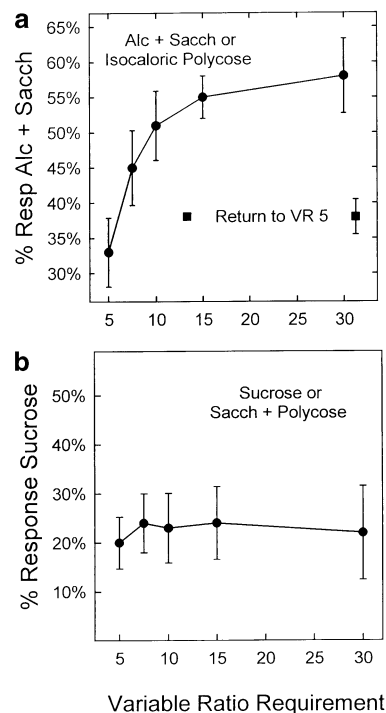 a
65%
60%
55%
50%
45%
40%
35%
30%
% Resp Alc + Sacch
Alc + Sacch or
Isocaloric Polycose
Return to VR 5
5 10 15 20 25 30
b
50%
40%
30%
20%
10%
% Response Sucrose
Sucrose or
Sacch + Polycose
5 10 15 20 25 30
Variable Ratio Requirement